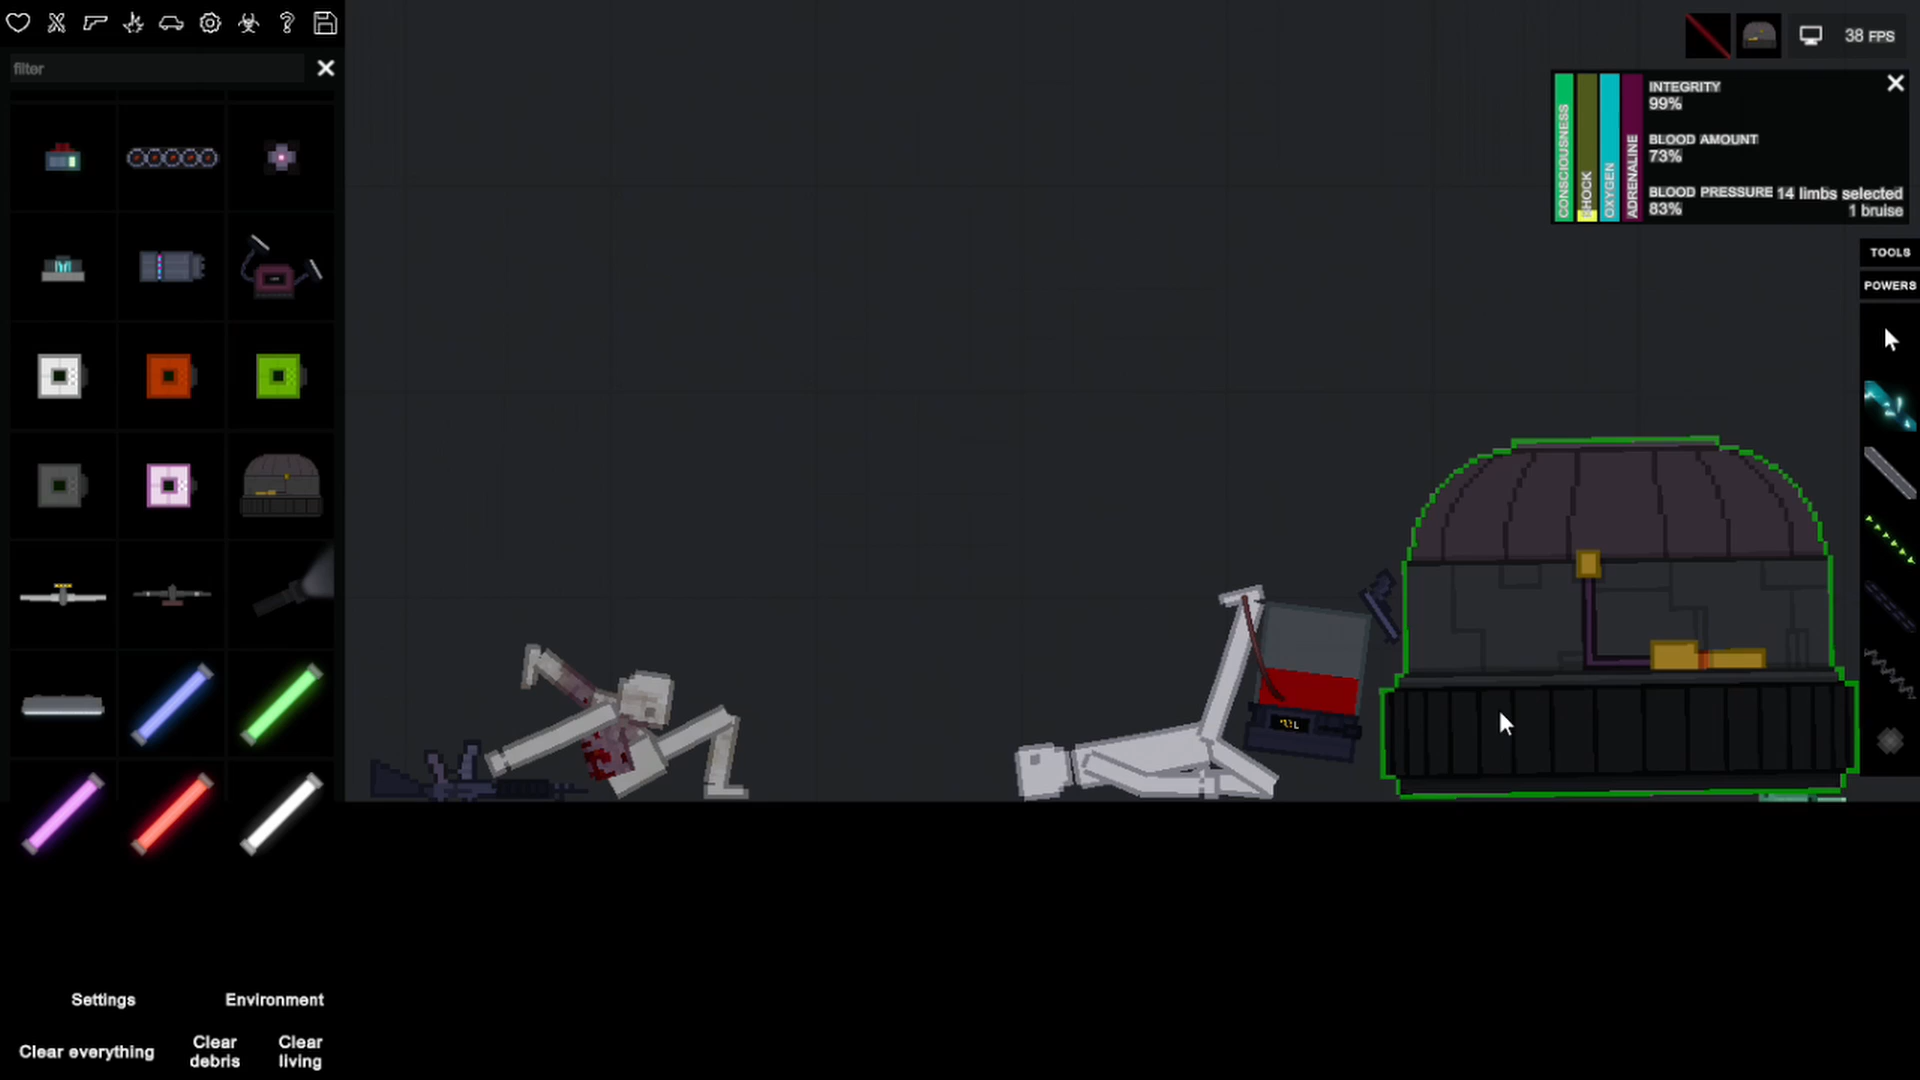 filter
38 FPS
CONSCIOUSNESS
SHOCK
OXYGEN
ADRENALINE
INTEGRITY
99%
BLOOD AMOUNT
73%
BLOOD PRESSURE
83%
14 limbs selected
1 bruise
TOOLS
POWERS
Settings
Environment
Clear everything
Clear
debris
Clear
living